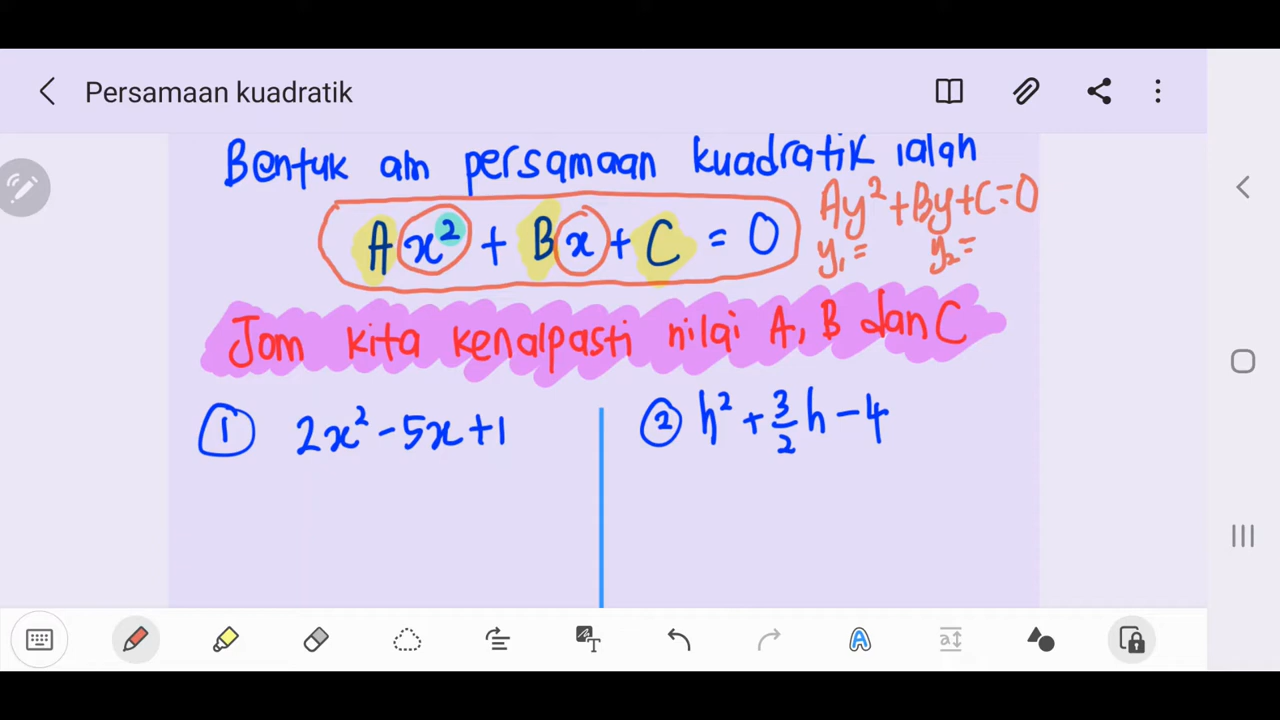 Persamaan kuadratik
Bentuk am persamaan kuadratik ialah
Ax² + Bx + C = 0
Ay² + By + C = 0
y₁ = y₂ =
Jom kita kenalpasti nilai A, B dan C
① 2x² - 5x + 1
② h² + 3/2 h - 4